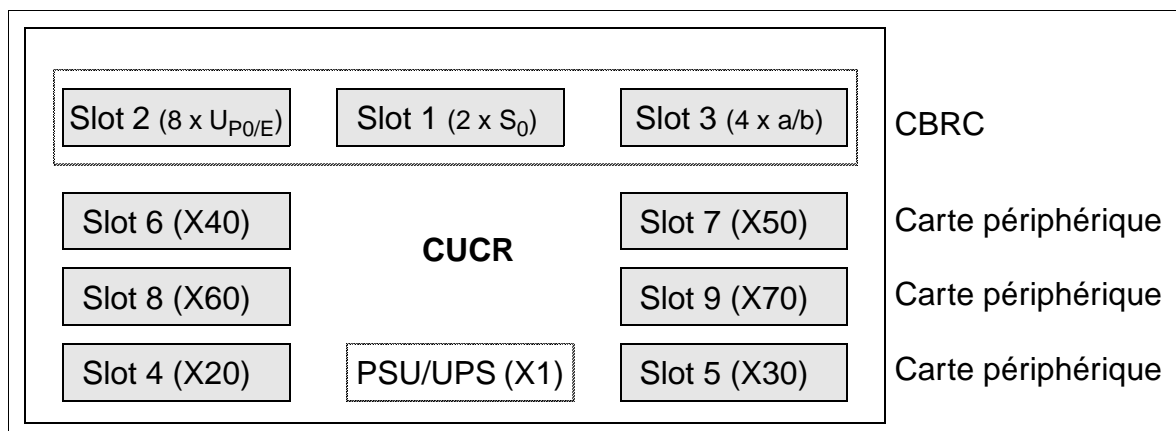 Slot 2 (8 x UP0/E) Slot 1 (2 x S0) Slot 3 (4 x a/b) CBRC
Slot 6 (X40) Slot 7 (X50) Carte périphérique
CUCR
Slot 8 (X60) Slot 9 (X70) Carte périphérique
Slot 4 (X20) PSU/UPS (X1) Slot 5 (X30) Carte périphérique